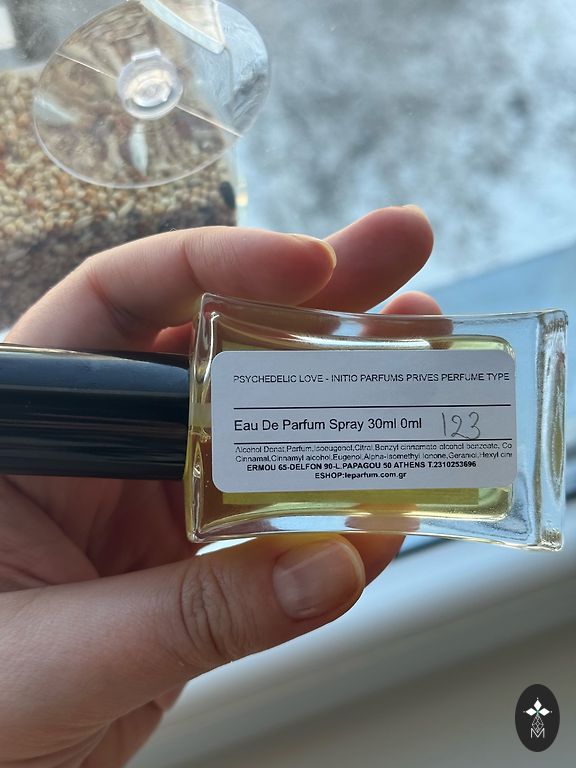 PSYCHEDELIC LOVE - INITIO PARFUMS PRIVES PERFUME TYPE
Eau De Parfum Spray 30ml 0ml 123
Alcohol Denat,Parfum,Isoeugenol,Citral,Benzyl cinnamate alcohol-benzoate, Co
Cinnamal,Cinnamyl alcohol,Eugenol,Alpha-isomethyl Ionone,Geraniol,Hexyl cin
ERMOU 65-DELFON 90-L.PAPAGOU 50 ATHENS T.2310253696
ESHOP:leparfum.com.gr
M